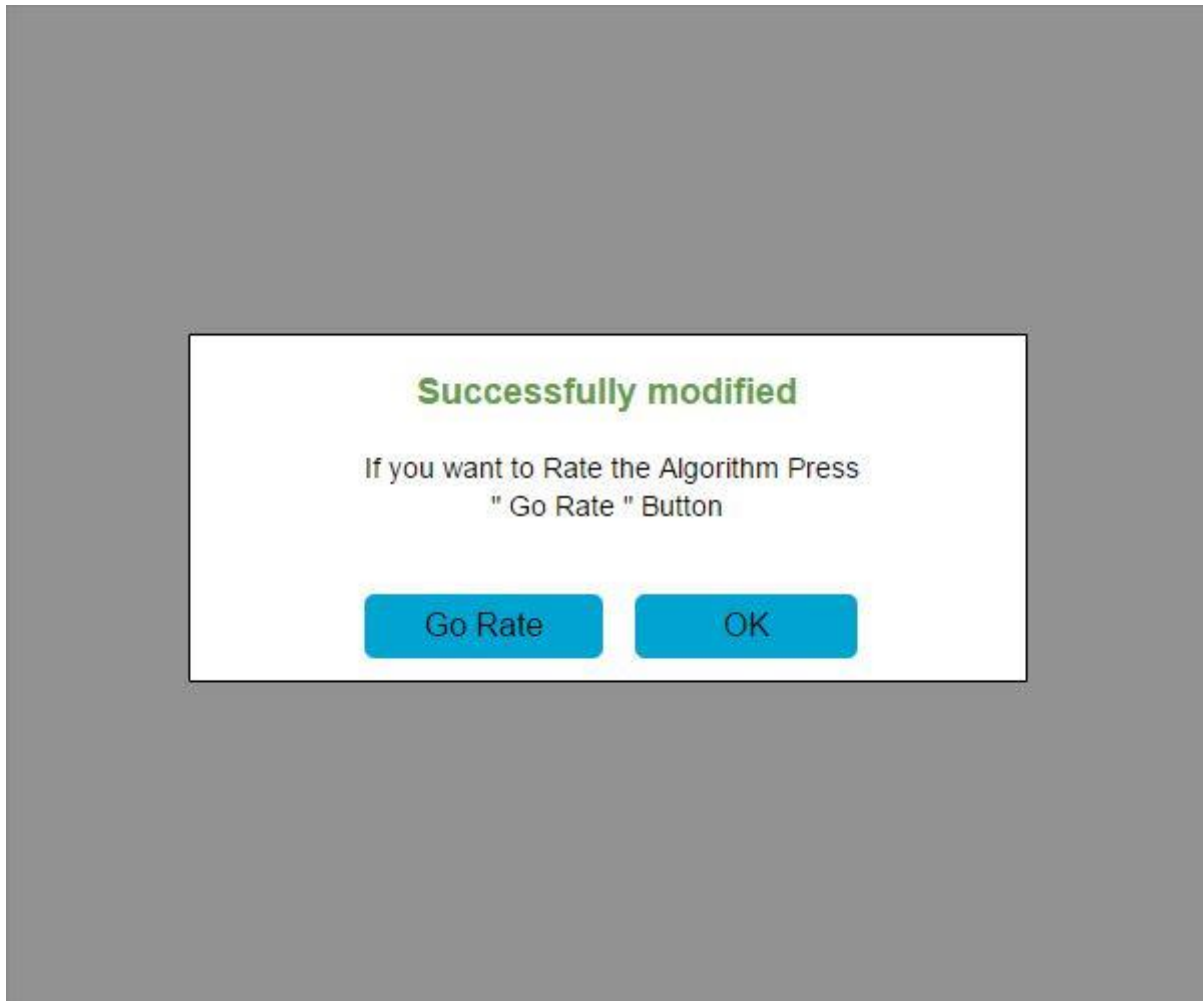 Successfully modified
If you want to Rate the Algorithm Press
" Go Rate " Button
Go Rate
OK